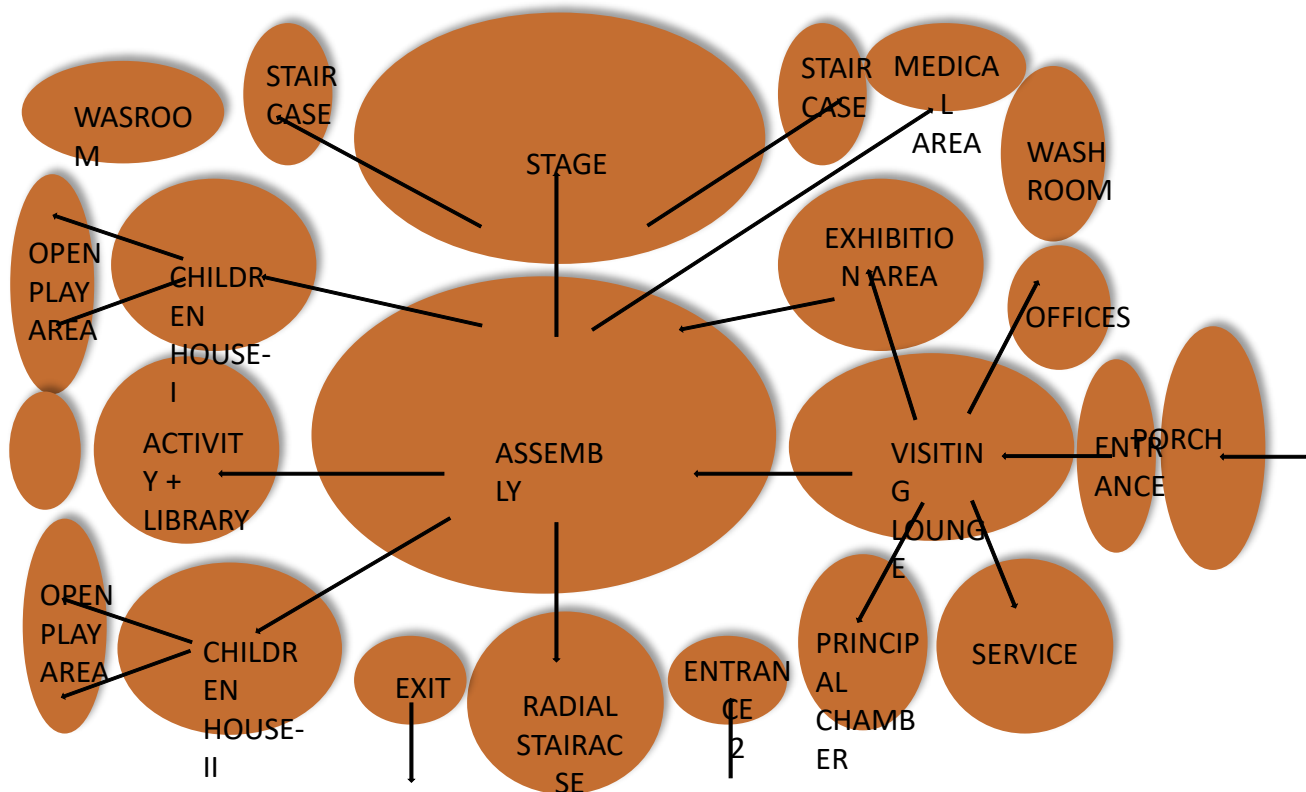 WASROO
M
STAIR
CASE
STAGE
STAIR
CASE
MEDICA
L
AREA
WASH
ROOM
OPEN
PLAY
AREA
CHILDR
EN
HOUSE-
I
EXHIBITIO
N AREA
OFFICES
ACTIVIT
Y +
LIBRARY
ASSEMB
LY
VISITIN
G
LOUNG
E
ENTR
ANCE
PORCH
OPEN
PLAY
AREA
CHILDR
EN
HOUSE-
II
EXIT
RADIAL
STAIRAC
SE
ENTRAN
CE
2
PRINCIP
AL
CHAMB
ER
SERVICE